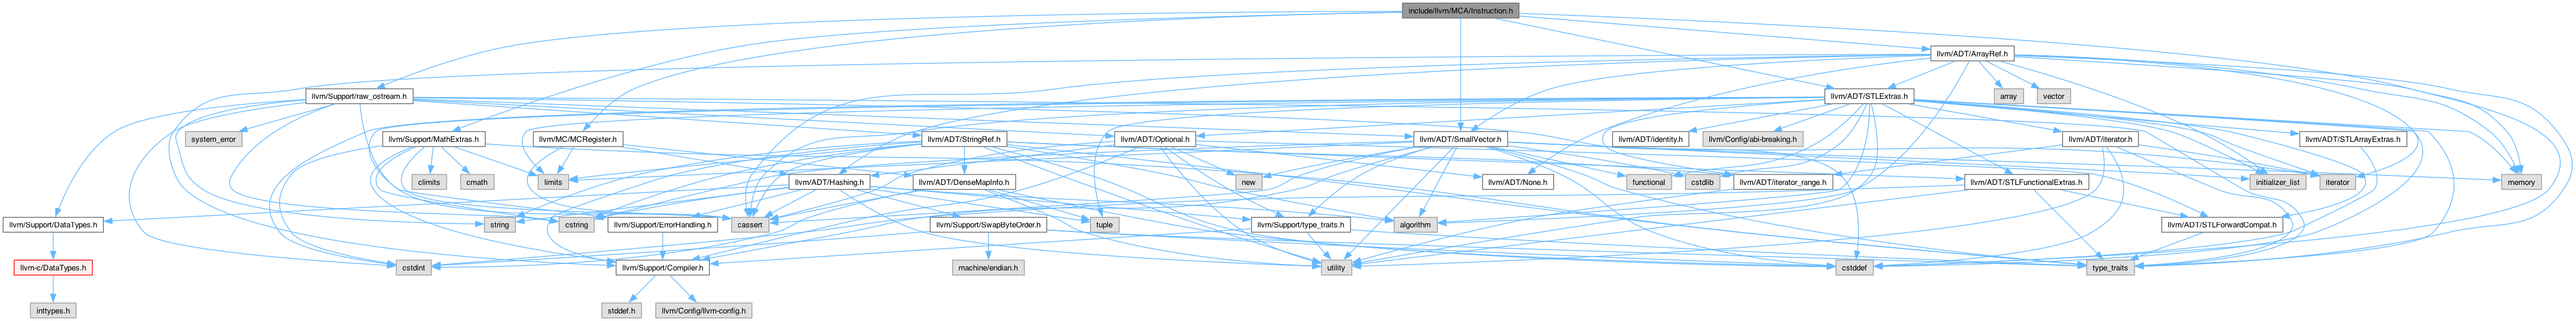 include/llvm/MCA/Instruction.h
llvm/ADT/ArrayRef.h
llvm/Support/raw_ostream.h
llvm/ADT/STLExtras.h
array
vector
system_error
llvm/Support/MathExtras.h
llvm/MC/MCRegister.h
llvm/ADT/StringRef.h
llvm/ADT/Optional.h
llvm/ADT/SmallVector.h
llvm/ADT/identity.h
llvm/Config/abi-breaking.h
llvm/ADT/iterator.h
llvm/ADT/STLArrayExtras.h
climits
cmath
limits
llvm/ADT/Hashing.h
llvm/ADT/DenseMapInfo.h
new
llvm/ADT/None.h
functional
cstdlib
llvm/ADT/iterator_range.h
llvm/ADT/STLFunctionalExtras.h
initializer_list
iterator
memory
llvm/Support/DataTypes.h
string
cstring
llvm/Support/ErrorHandling.h
cassert
llvm/Support/SwapByteOrder.h
tuple
algorithm
llvm/Support/type_traits.h
llvm/ADT/STLForwardCompat.h
llvm-c/DataTypes.h
cstdint
llvm/Support/Compiler.h
machine/endian.h
utility
cstddef
type_traits
inttypes.h
stddef.h
llvm/Config/llvm-config.h